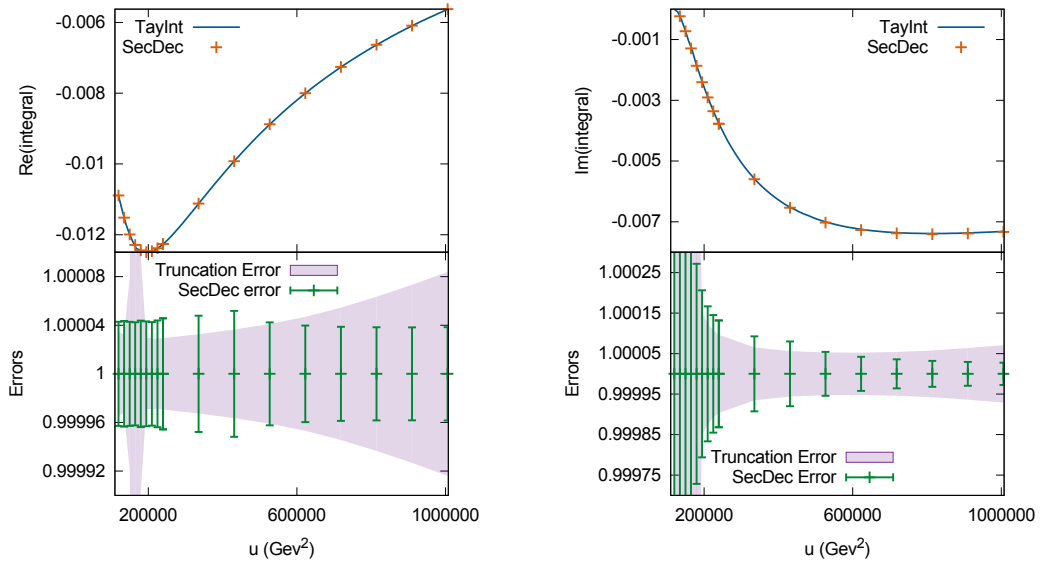 TayInt
SecDec
Re(integral)
-0.006
-0.008
-0.01
-0.012
Truncation Error
SecDec error
Errors
1.00008
1.00004
1
0.99996
0.99992
200000
600000
1000000
u (Gev²)
TayInt
SecDec
Im(integral)
-0.001
-0.003
-0.005
-0.007
Truncation Error
SecDec Error
Errors
1.00025
1.00015
1.00005
0.99995
0.99985
0.99975
200000
600000
1000000
u (Gev²)